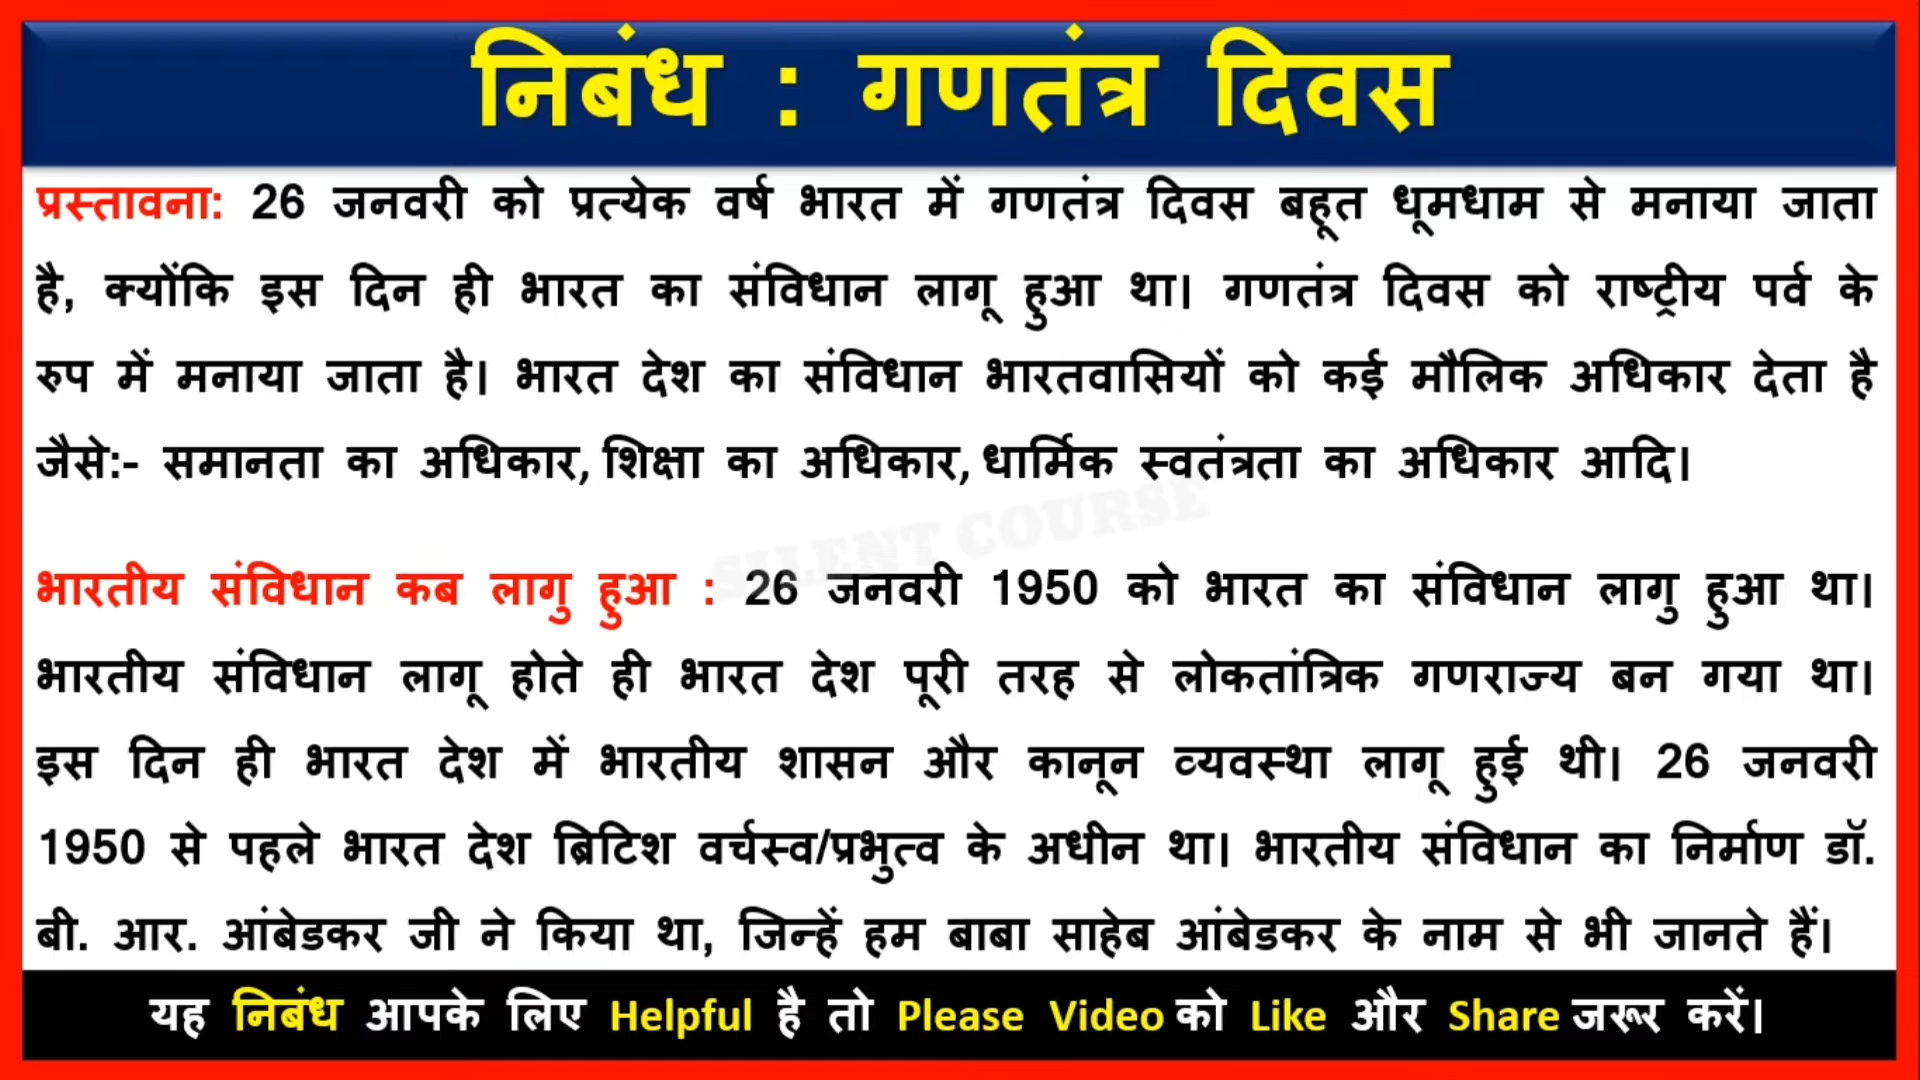 निबंध : गणतंत्र दिवस
प्रस्तावना: 26 जनवरी को प्रत्येक वर्ष भारत में गणतंत्र दिवस बहूत धूमधाम से मनाया जाता
है, क्योंकि इस दिन ही भारत का संविधान लागू हुआ था। गणतंत्र दिवस को राष्ट्रीय पर्व के
रुप में मनाया जाता है। भारत देश का संविधान भारतवासियों को कई मौलिक अधिकार देता है
जैसे:- समानता का अधिकार, शिक्षा का अधिकार, धार्मिक स्वतंत्रता का अधिकार आदि।
SILENT COURSE
भारतीय संविधान कब लागु हुआ : 26 जनवरी 1950 को भारत का संविधान लागु हुआ था।
भारतीय संविधान लागू होते ही भारत देश पूरी तरह से लोकतांत्रिक गणराज्य बन गया था।
इस दिन ही भारत देश में भारतीय शासन और कानून व्यवस्था लागू हुई थी। 26 जनवरी
1950 से पहले भारत देश ब्रिटिश वर्चस्व/प्रभुत्व के अधीन था। भारतीय संविधान का निर्माण डॉ.
बी. आर. आंबेडकर जी ने किया था, जिन्हें हम बाबा साहेब आंबेडकर के नाम से भी जानते हैं।
यह निबंध आपके लिए Helpful है तो Please Video को Like और Share जरूर करें।